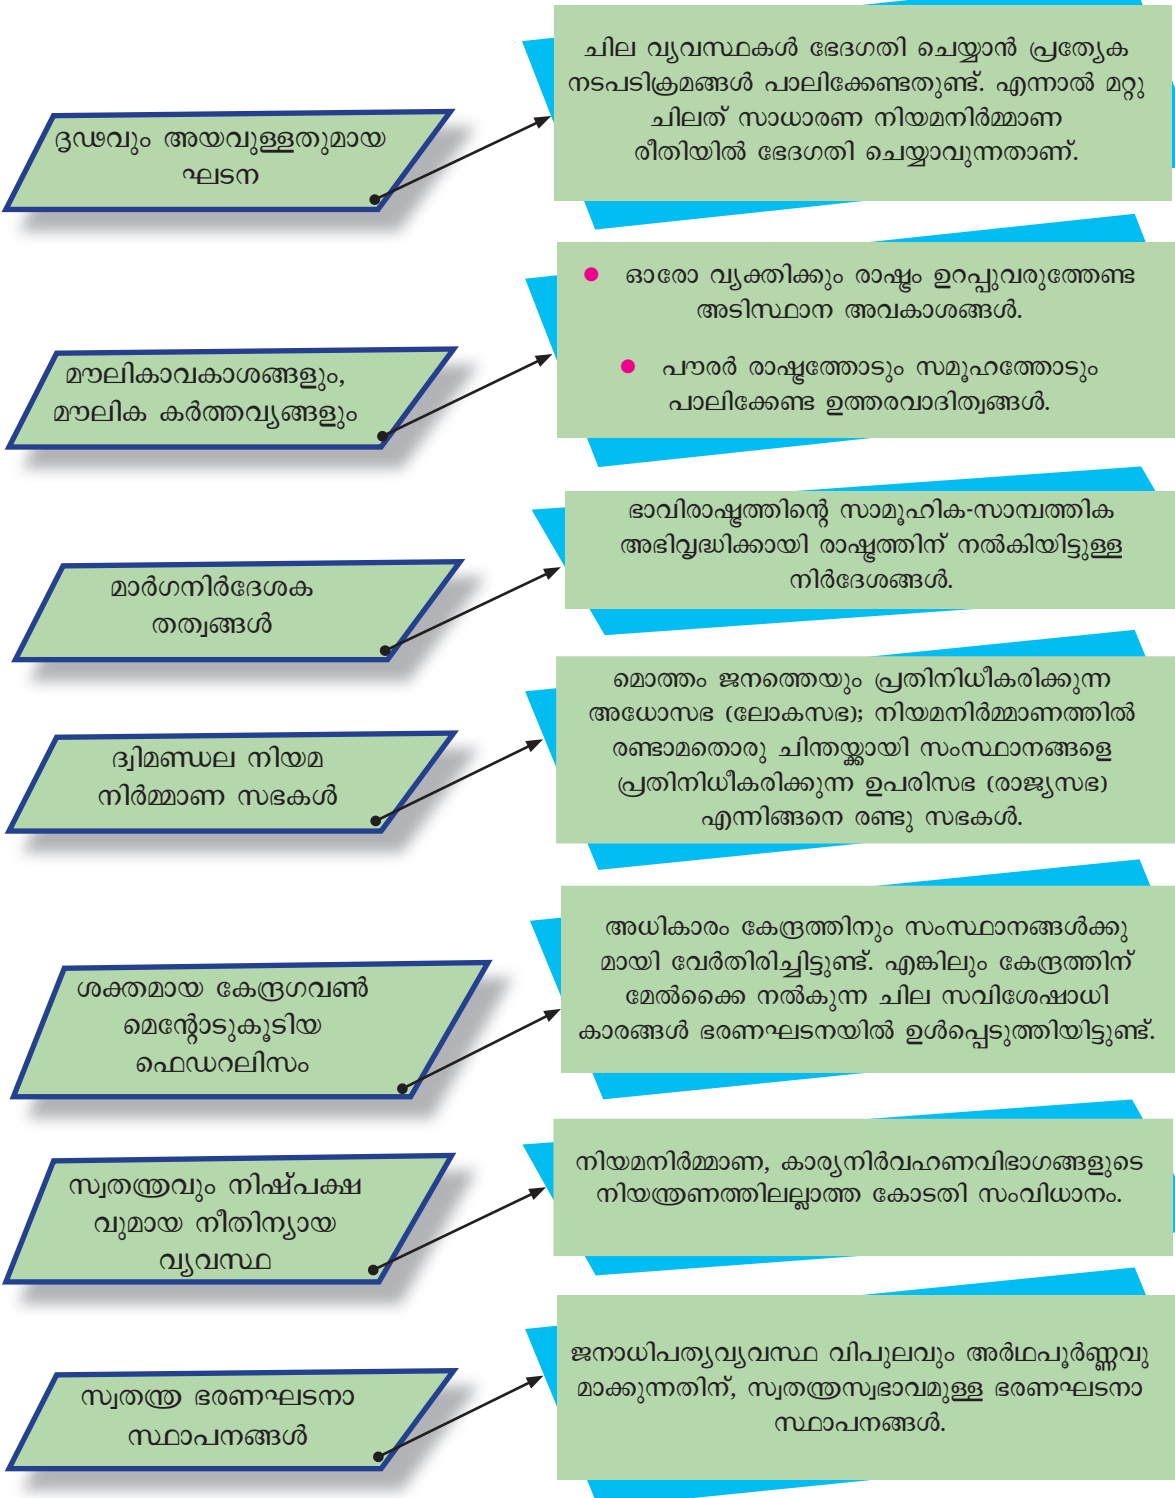 ദൃഢവും അയവുള്ളതുമായ
ഘടന
ചില വ്യവസ്ഥകൾ ഭേദഗതി ചെയ്യാൻ പ്രത്യേക
നടപടിക്രമങ്ങൾ പാലിക്കേണ്ടതുണ്ട്. എന്നാൽ മറ്റു
ചിലത് സാധാരണ നിയമനിർമ്മാണ
രീതിയിൽ ഭേദഗതി ചെയ്യാവുന്നതാണ്.
മൗലികാവകാശങ്ങളും,
മൗലിക കർത്തവ്യങ്ങളും
● ഓരോ വ്യക്തിക്കും രാഷ്ട്രം ഉറപ്പുവരുത്തേണ്ട
അടിസ്ഥാന അവകാശങ്ങൾ.
● പൗരർ രാഷ്ട്രത്തോടും സമൂഹത്തോടും
പാലിക്കേണ്ട ഉത്തരവാദിത്വങ്ങൾ.
മാർഗനിർദേശക
തത്വങ്ങൾ
ഭാവിരാഷ്ട്രത്തിന്റെ സാമൂഹിക-സാമ്പത്തിക
അഭിവൃദ്ധിക്കായി രാഷ്ട്രത്തിന് നൽകിയിട്ടുള്ള
നിർദേശങ്ങൾ.
ദ്വിമണ്ഡല നിയമ
നിർമ്മാണ സഭകൾ
മൊത്തം ജനത്തെയും പ്രതിനിധീകരിക്കുന്ന
അധോസഭ (ലോകസഭ); നിയമനിർമ്മാണത്തിൽ
രണ്ടാമതൊരു ചിന്തയ്ക്കായി സംസ്ഥാനങ്ങളെ
പ്രതിനിധീകരിക്കുന്ന ഉപരിസഭ (രാജ്യസഭ)
എന്നിങ്ങനെ രണ്ടു സഭകൾ.
ശക്തമായ കേന്ദ്രഗവൺ
മെന്റോടുകൂടിയ
ഫെഡറലിസം
അധികാരം കേന്ദ്രത്തിനും സംസ്ഥാനങ്ങൾക്കു
മായി വേർതിരിച്ചിട്ടുണ്ട്. എങ്കിലും കേന്ദ്രത്തിന്
മേൽക്കൈ നൽകുന്ന ചില സവിശേഷാധി
കാരങ്ങൾ ഭരണഘടനയിൽ ഉൾപ്പെടുത്തിയിട്ടുണ്ട്.
സ്വതന്ത്രവും നിഷ്പക്ഷ
വുമായ നീതിന്യായ
വ്യവസ്ഥ
നിയമനിർമ്മാണ, കാര്യനിർവഹണവിഭാഗങ്ങളുടെ
നിയന്ത്രണത്തിലല്ലാത്ത കോടതി സംവിധാനം.
സ്വതന്ത്ര ഭരണഘടനാ
സ്ഥാപനങ്ങൾ
ജനാധിപത്യവ്യവസ്ഥ വിപുലവും അർഥപൂർണ്ണവു
മാക്കുന്നതിന്, സ്വതന്ത്രസ്വഭാവമുള്ള ഭരണഘടനാ
സ്ഥാപനങ്ങൾ.